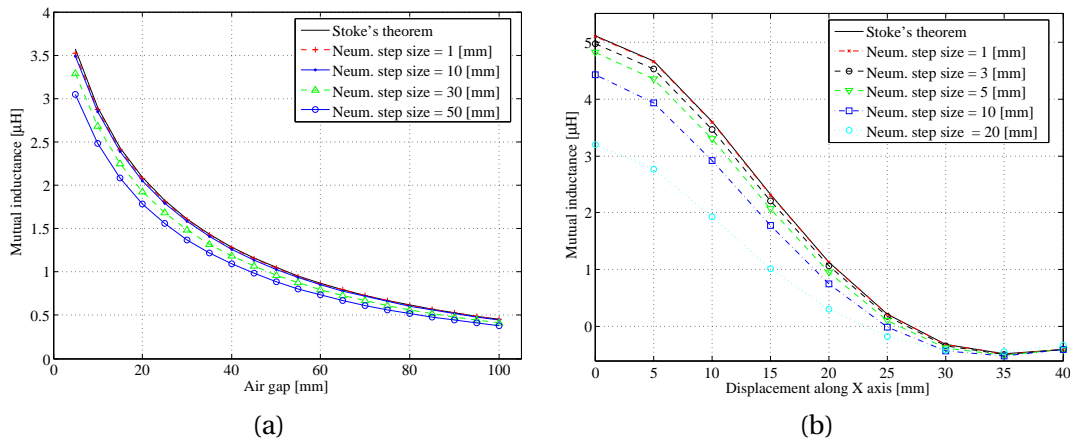 4
3.5
3
2.5
2
1.5
1
0.5
0
Mutual inductance [μH]
0
20
40
60
80
100
Air gap [mm]
Stoke's theorem
Neum. step size = 1 [mm]
Neum. step size = 10 [mm]
Neum. step size = 30 [mm]
Neum. step size = 50 [mm]
(a)
5
4
3
2
1
0
Mutual inductance [μH]
0
5
10
15
20
25
30
35
40
Displacement along X axis [mm]
Stoke's theorem
Neum. step size = 1 [mm]
Neum. step size = 3 [mm]
Neum. step size = 5 [mm]
Neum. step size = 10 [mm]
Neum. step size = 20 [mm]
(b)